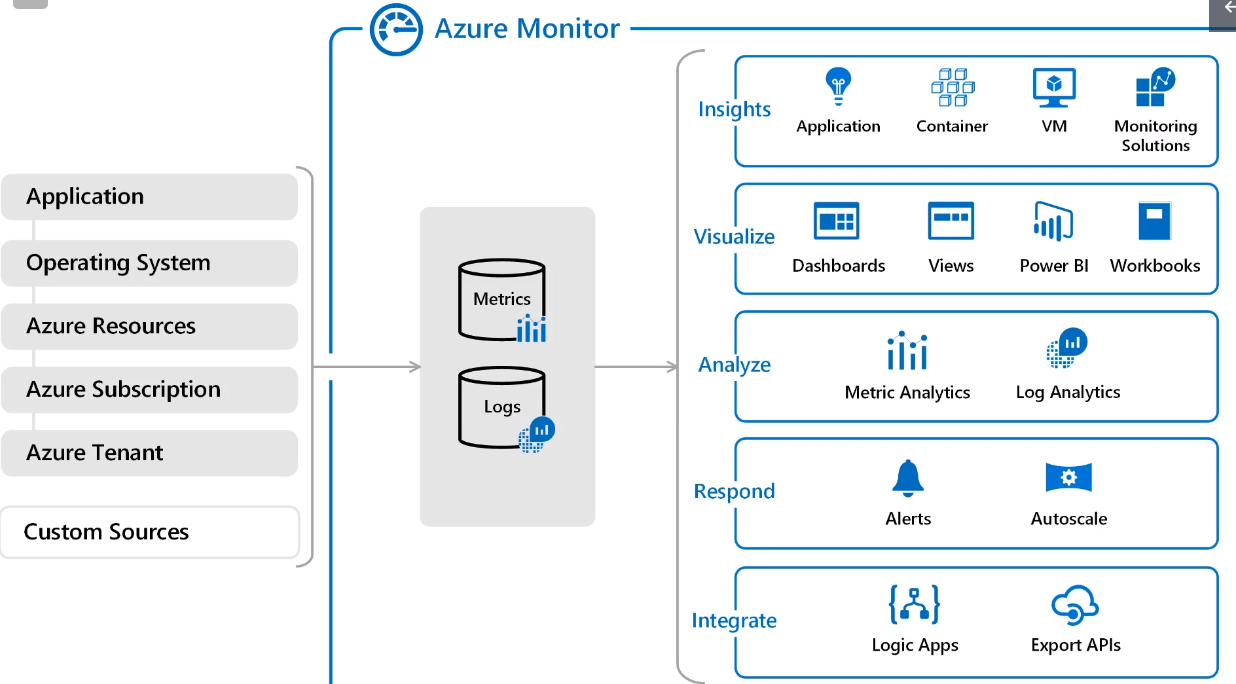 Azure Monitor
Application
Operating System
Azure Resources
Azure Subscription
Azure Tenant
Custom Sources
Metrics
Logs
Insights
Application
Container
VM
Monitoring
Solutions
Visualize
Dashboards
Views
Power BI
Workbooks
Analyze
Metric Analytics
Log Analytics
Respond
Alerts
Autoscale
Integrate
Logic Apps
Export APIs